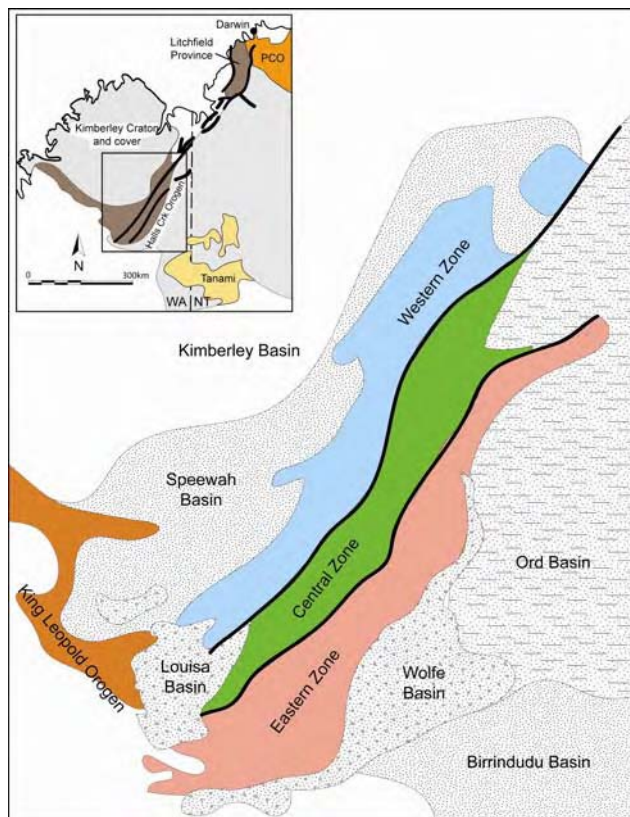 Darwin
Litchfield
Province
PCO
Kimberley Craton
and cover
Halls Crk Orogen
N
0
300km
Tanami
WA
NT
Western Zone
Kimberley Basin
Speewah
Basin
Central Zone
Ord Basin
King Leopold Orogen
Louisa
Basin
Eastern Zone
Wolfe
Basin
Birrindudu Basin